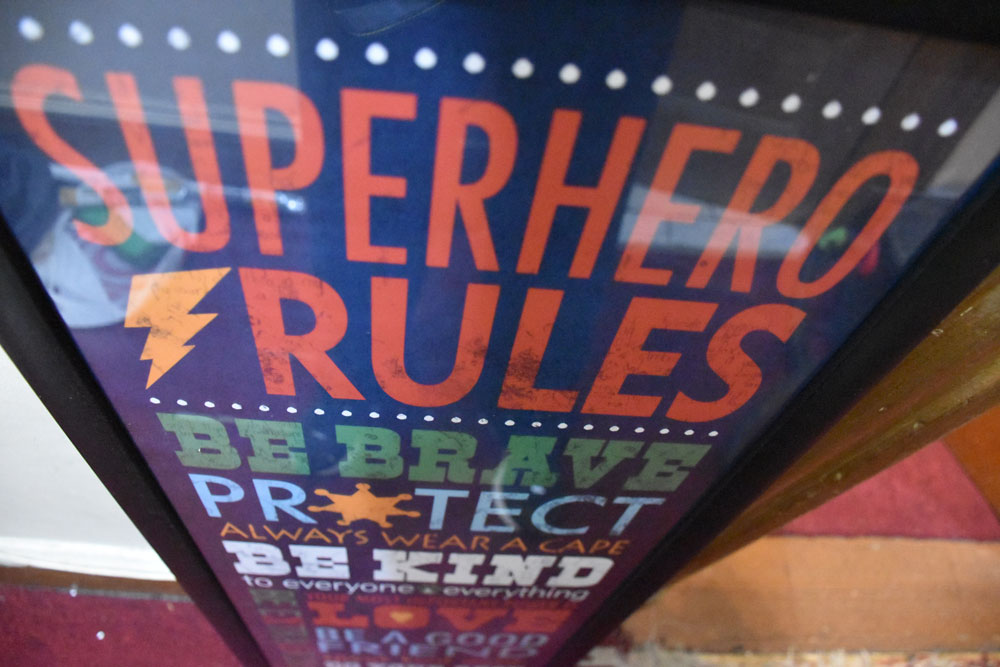 SUPERHERO
RULES
BE BRAVE
PROTECT
ALWAYS WEAR A CAPE
BE KIND
to everyone & everything
LOVE
BE A GOOD
FRIEND